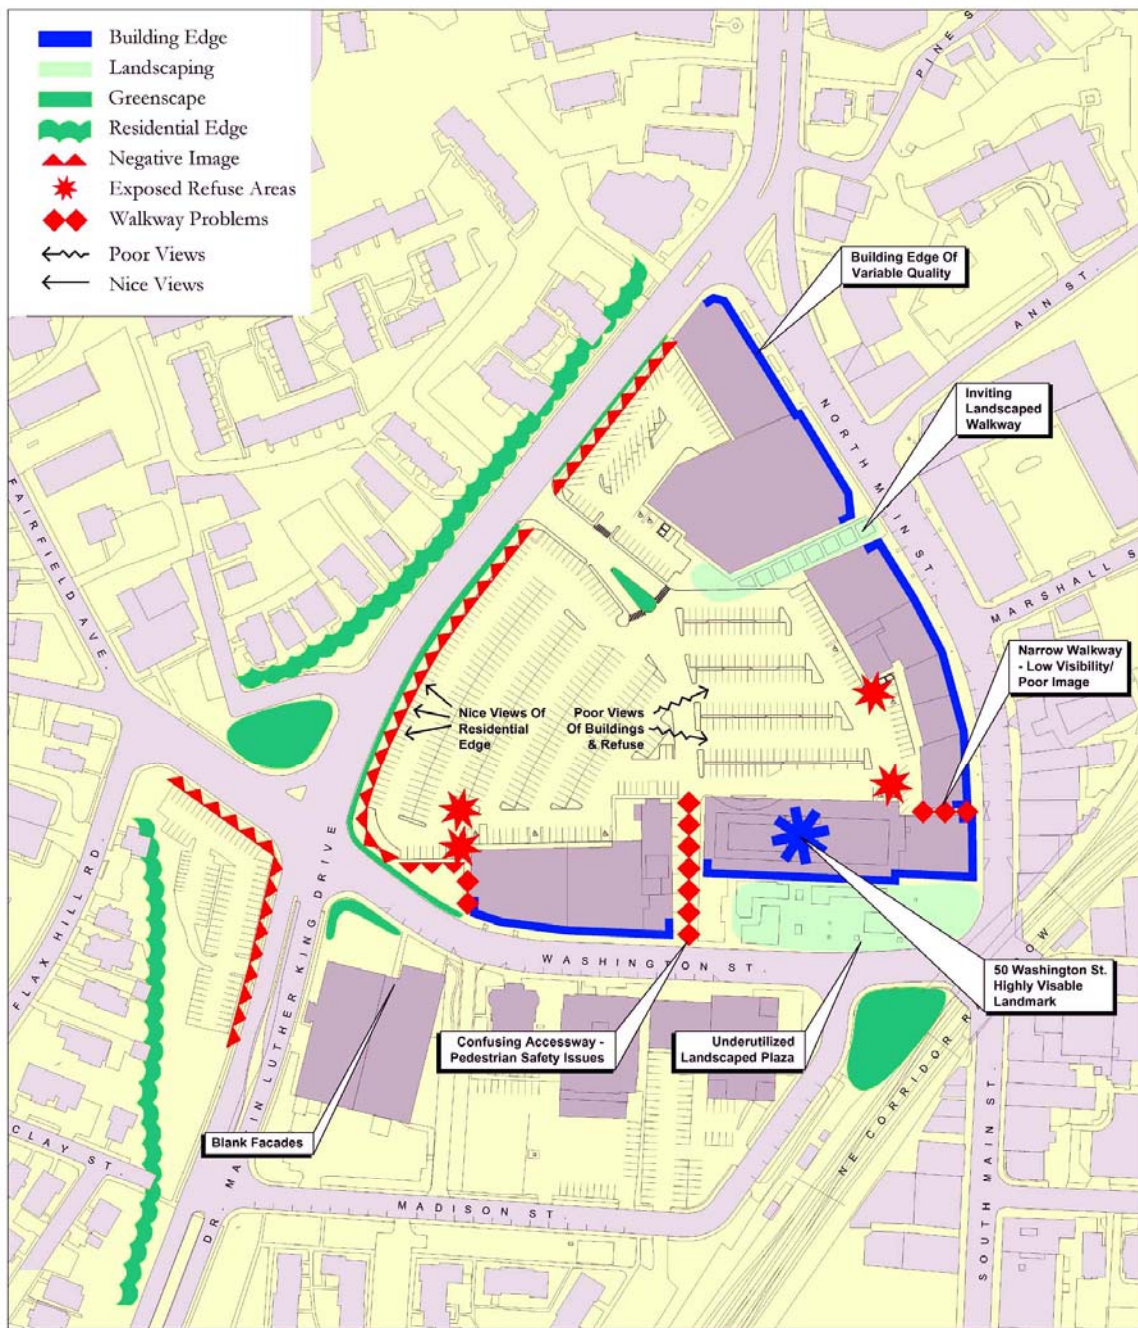 Building Edge
Landscaping
Greenscape
Residential Edge
Negative Image
Exposed Refuse Areas
Walkway Problems
Poor Views
Nice Views
PINE S
Building Edge Of
Variable Quality
ANN ST.
Inviting
Landscaped
Walkway
NORTH MAIN ST.
FAIRFIELD AVE.
MARSHALL S
Narrow Walkway
- Low Visibility/
Poor Image
Nice Views Of
Residential
Edge
Poor Views
Of Buildings
& Refuse
FLAX HILL RD.
DR. MARTIN LUTHER KING DRIVE
WASHINGTON ST.
50 Washington St.
Highly Visable
Landmark
Confusing Accessway -
Pedestrian Safety Issues
Underutilized
Landscaped Plaza
NE CORRIDOR R OW
Blank Facades
CLAY ST.
MADISON ST.
SOUTH MAIN ST.